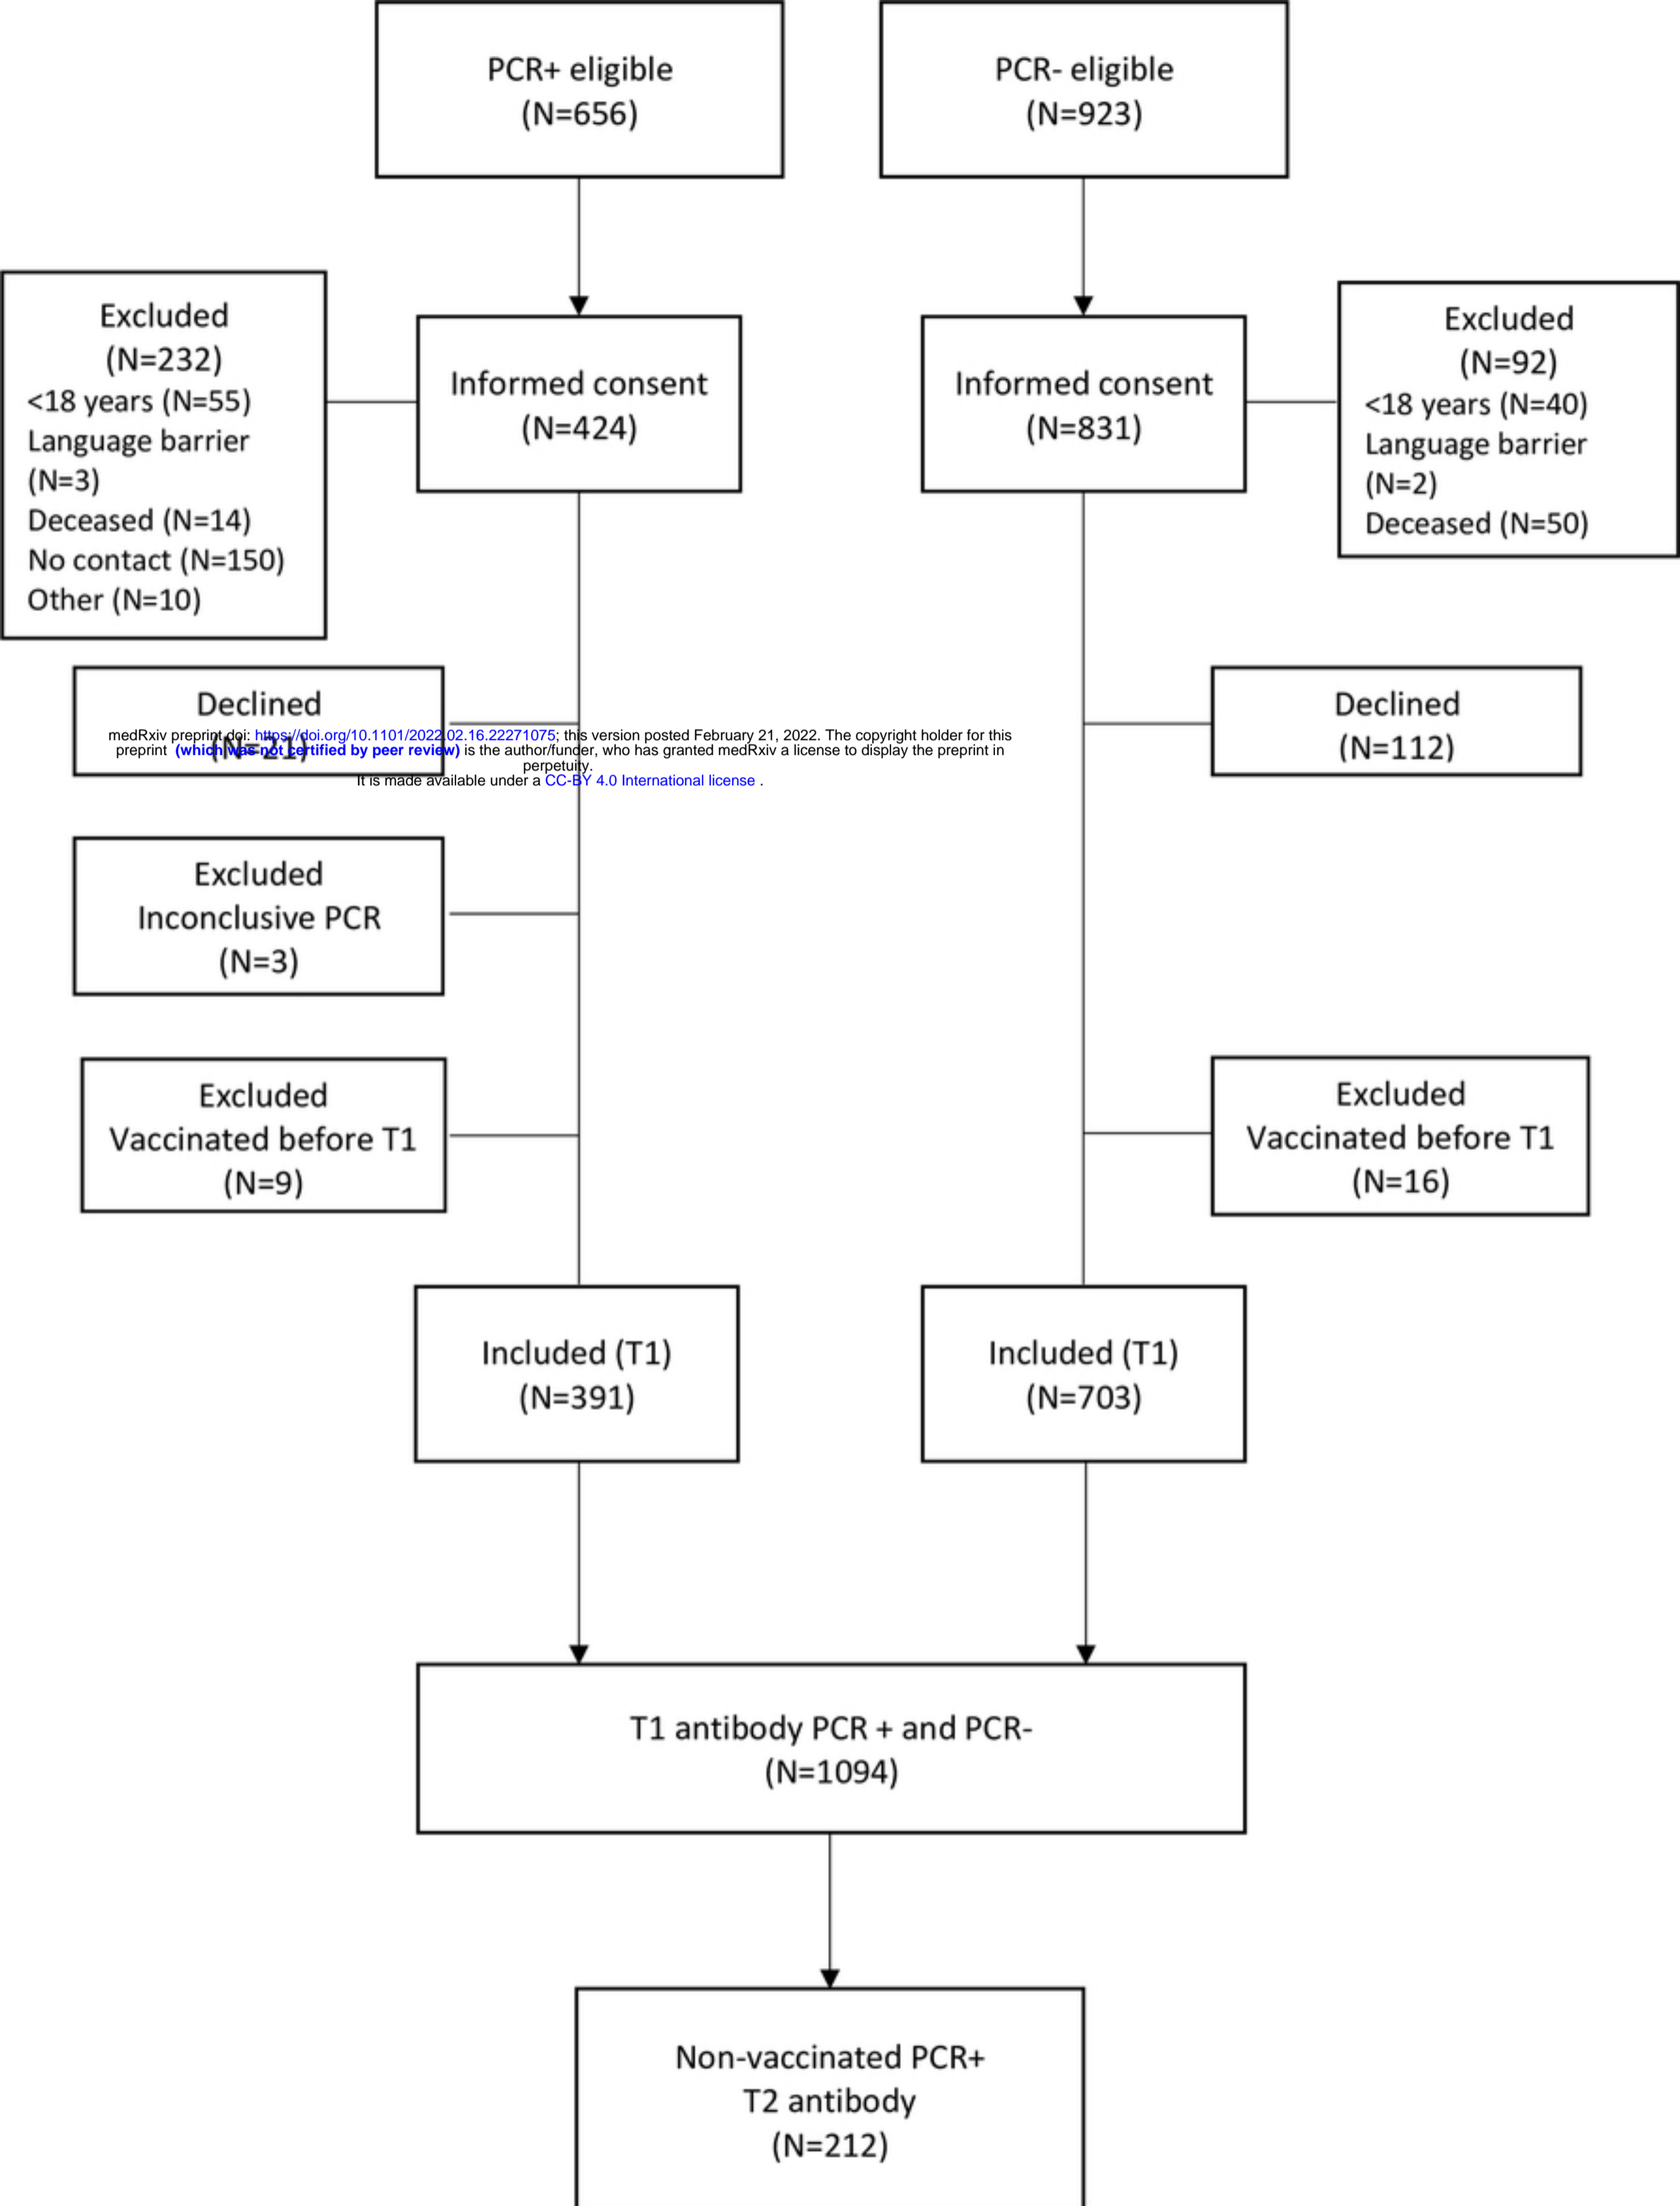 PCR+ eligible
(N=656)
PCR- eligible
(N=923)
Excluded
(N=232)
<18 years (N=55)
Language barrier
(N=3)
Deceased (N=14)
No contact (N=150)
Other (N=10)
Informed consent
(N=424)
Informed consent
(N=831)
Excluded
(N=92)
<18 years (N=40)
Language barrier
(N=2)
Deceased (N=50)
Declined
(N=21)
medRxiv preprint doi: https://doi.org/10.1101/2022.02.16.22271075; this version posted February 21, 2022. The copyright holder for this
preprint (which was not certified by peer review) is the author/funder, who has granted medRxiv a license to display the preprint in
perpetuity.
It is made available under a CC-BY 4.0 International license .
Declined
(N=112)
Excluded
Inconclusive PCR
(N=3)
Excluded
Vaccinated before T1
(N=9)
Excluded
Vaccinated before T1
(N=16)
Included (T1)
(N=391)
Included (T1)
(N=703)
T1 antibody PCR + and PCR-
(N=1094)
Non-vaccinated PCR+
T2 antibody
(N=212)